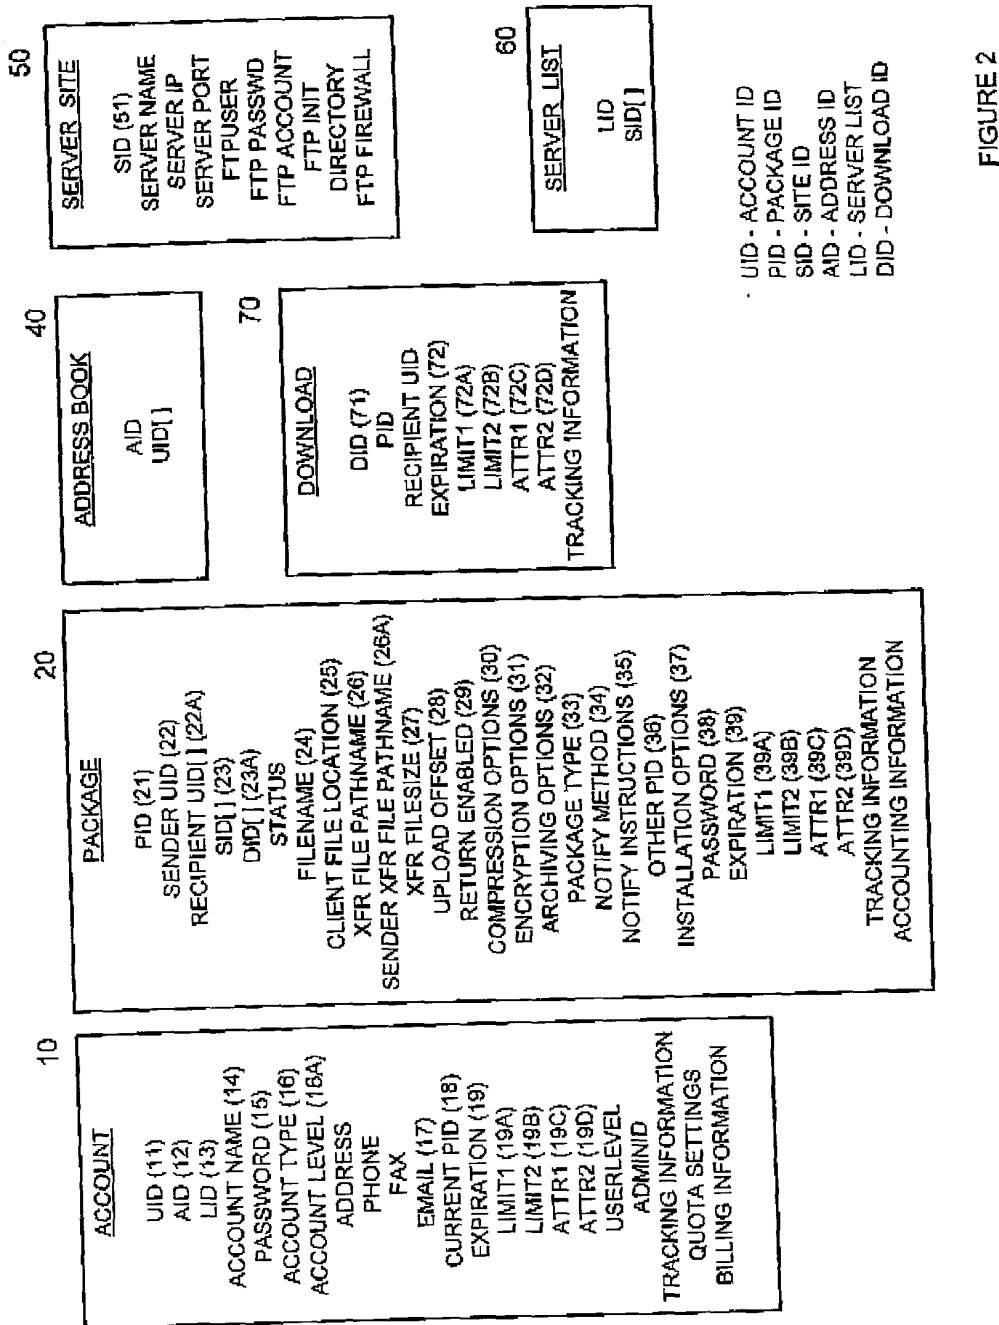 10
ACCOUNT
UID (11)
AID (12)
LID (13)
ACCOUNT NAME (14)
PASSWORD (15)
ACCOUNT TYPE (16)
ACCOUNT LEVEL (16A)
ADDRESS
PHONE
FAX
EMAIL (17)
CURRENT PID (18)
EXPIRATION (19)
LIMIT1 (19A)
LIMIT2 (19B)
ATTR1 (19C)
ATTR2 (19D)
USERLEVEL
ADMINID
TRACKING INFORMATION
QUOTA SETTINGS
BILLING INFORMATION
20
PACKAGE
PID (21)
SENDER UID (22)
RECIPIENT UID[ ] (22A)
SID[ ] (23)
DID[ ] (23A)
STATUS
FILENAME (24)
CLIENT FILE LOCATION (25)
XFR FILE PATHNAME (26)
SENDER XFR FILE PATHNAME (26A)
XFR FILESIZE (27)
UPLOAD OFFSET (28)
RETURN ENABLED (29)
COMPRESSION OPTIONS (30)
ENCRYPTION OPTIONS (31)
ARCHIVING OPTIONS (32)
PACKAGE TYPE (33)
NOTIFY METHOD (34)
NOTIFY INSTRUCTIONS (35)
OTHER PID (36)
INSTALLATION OPTIONS (37)
PASSWORD (38)
EXPIRATION (39)
LIMIT1 (39A)
LIMIT2 (39B)
ATTR1 (39C)
ATTR2 (39D)
TRACKING INFORMATION
ACCOUNTING INFORMATION
40
ADDRESS BOOK
AID
UID[ ]
70
DOWNLOAD
DID (71)
PID
RECIPIENT UID
EXPIRATION (72)
LIMIT1 (72A)
LIMIT2 (72B)
ATTR1 (72C)
ATTR2 (72D)
TRACKING INFORMATION
50
SERVER SITE
SID (51)
SERVER NAME
SERVER IP
SERVER PORT
FTPUSER
FTP PASSWD
FTP ACCOUNT
FTP INIT
DIRECTORY
FTP FIREWALL
60
SERVER LIST
LID
SID[ ]
UID - ACCOUNT ID
PID - PACKAGE ID
SID - SITE ID
AID - ADDRESS ID
LID - SERVER LIST
DID - DOWNLOAD ID
FIGURE 2